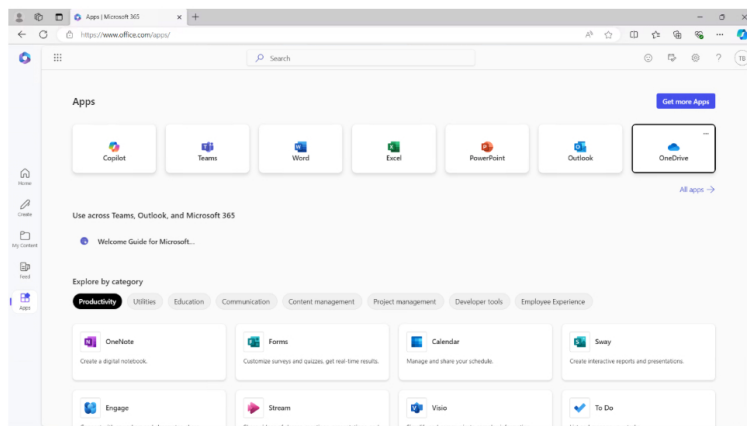 Apps | Microsoft 365
https://www.office.com/apps/
Search
TB
Apps
Get more Apps
Copilot
Teams
Word
Excel
PowerPoint
Outlook
OneDrive
All apps
Home
Create
My Content
Feed
Apps
Use across Teams, Outlook, and Microsoft 365
Welcome Guide for Microsoft...
Explore by category
Productivity
Utilities
Education
Communication
Content management
Project management
Developer tools
Employee Experience
OneNote
Create a digital notebook.
Forms
Customize surveys and quizzes, get real-time results.
Calendar
Manage and share your schedule.
Sway
Create interactive reports and presentations.
Engage
Stream
Visio
To Do